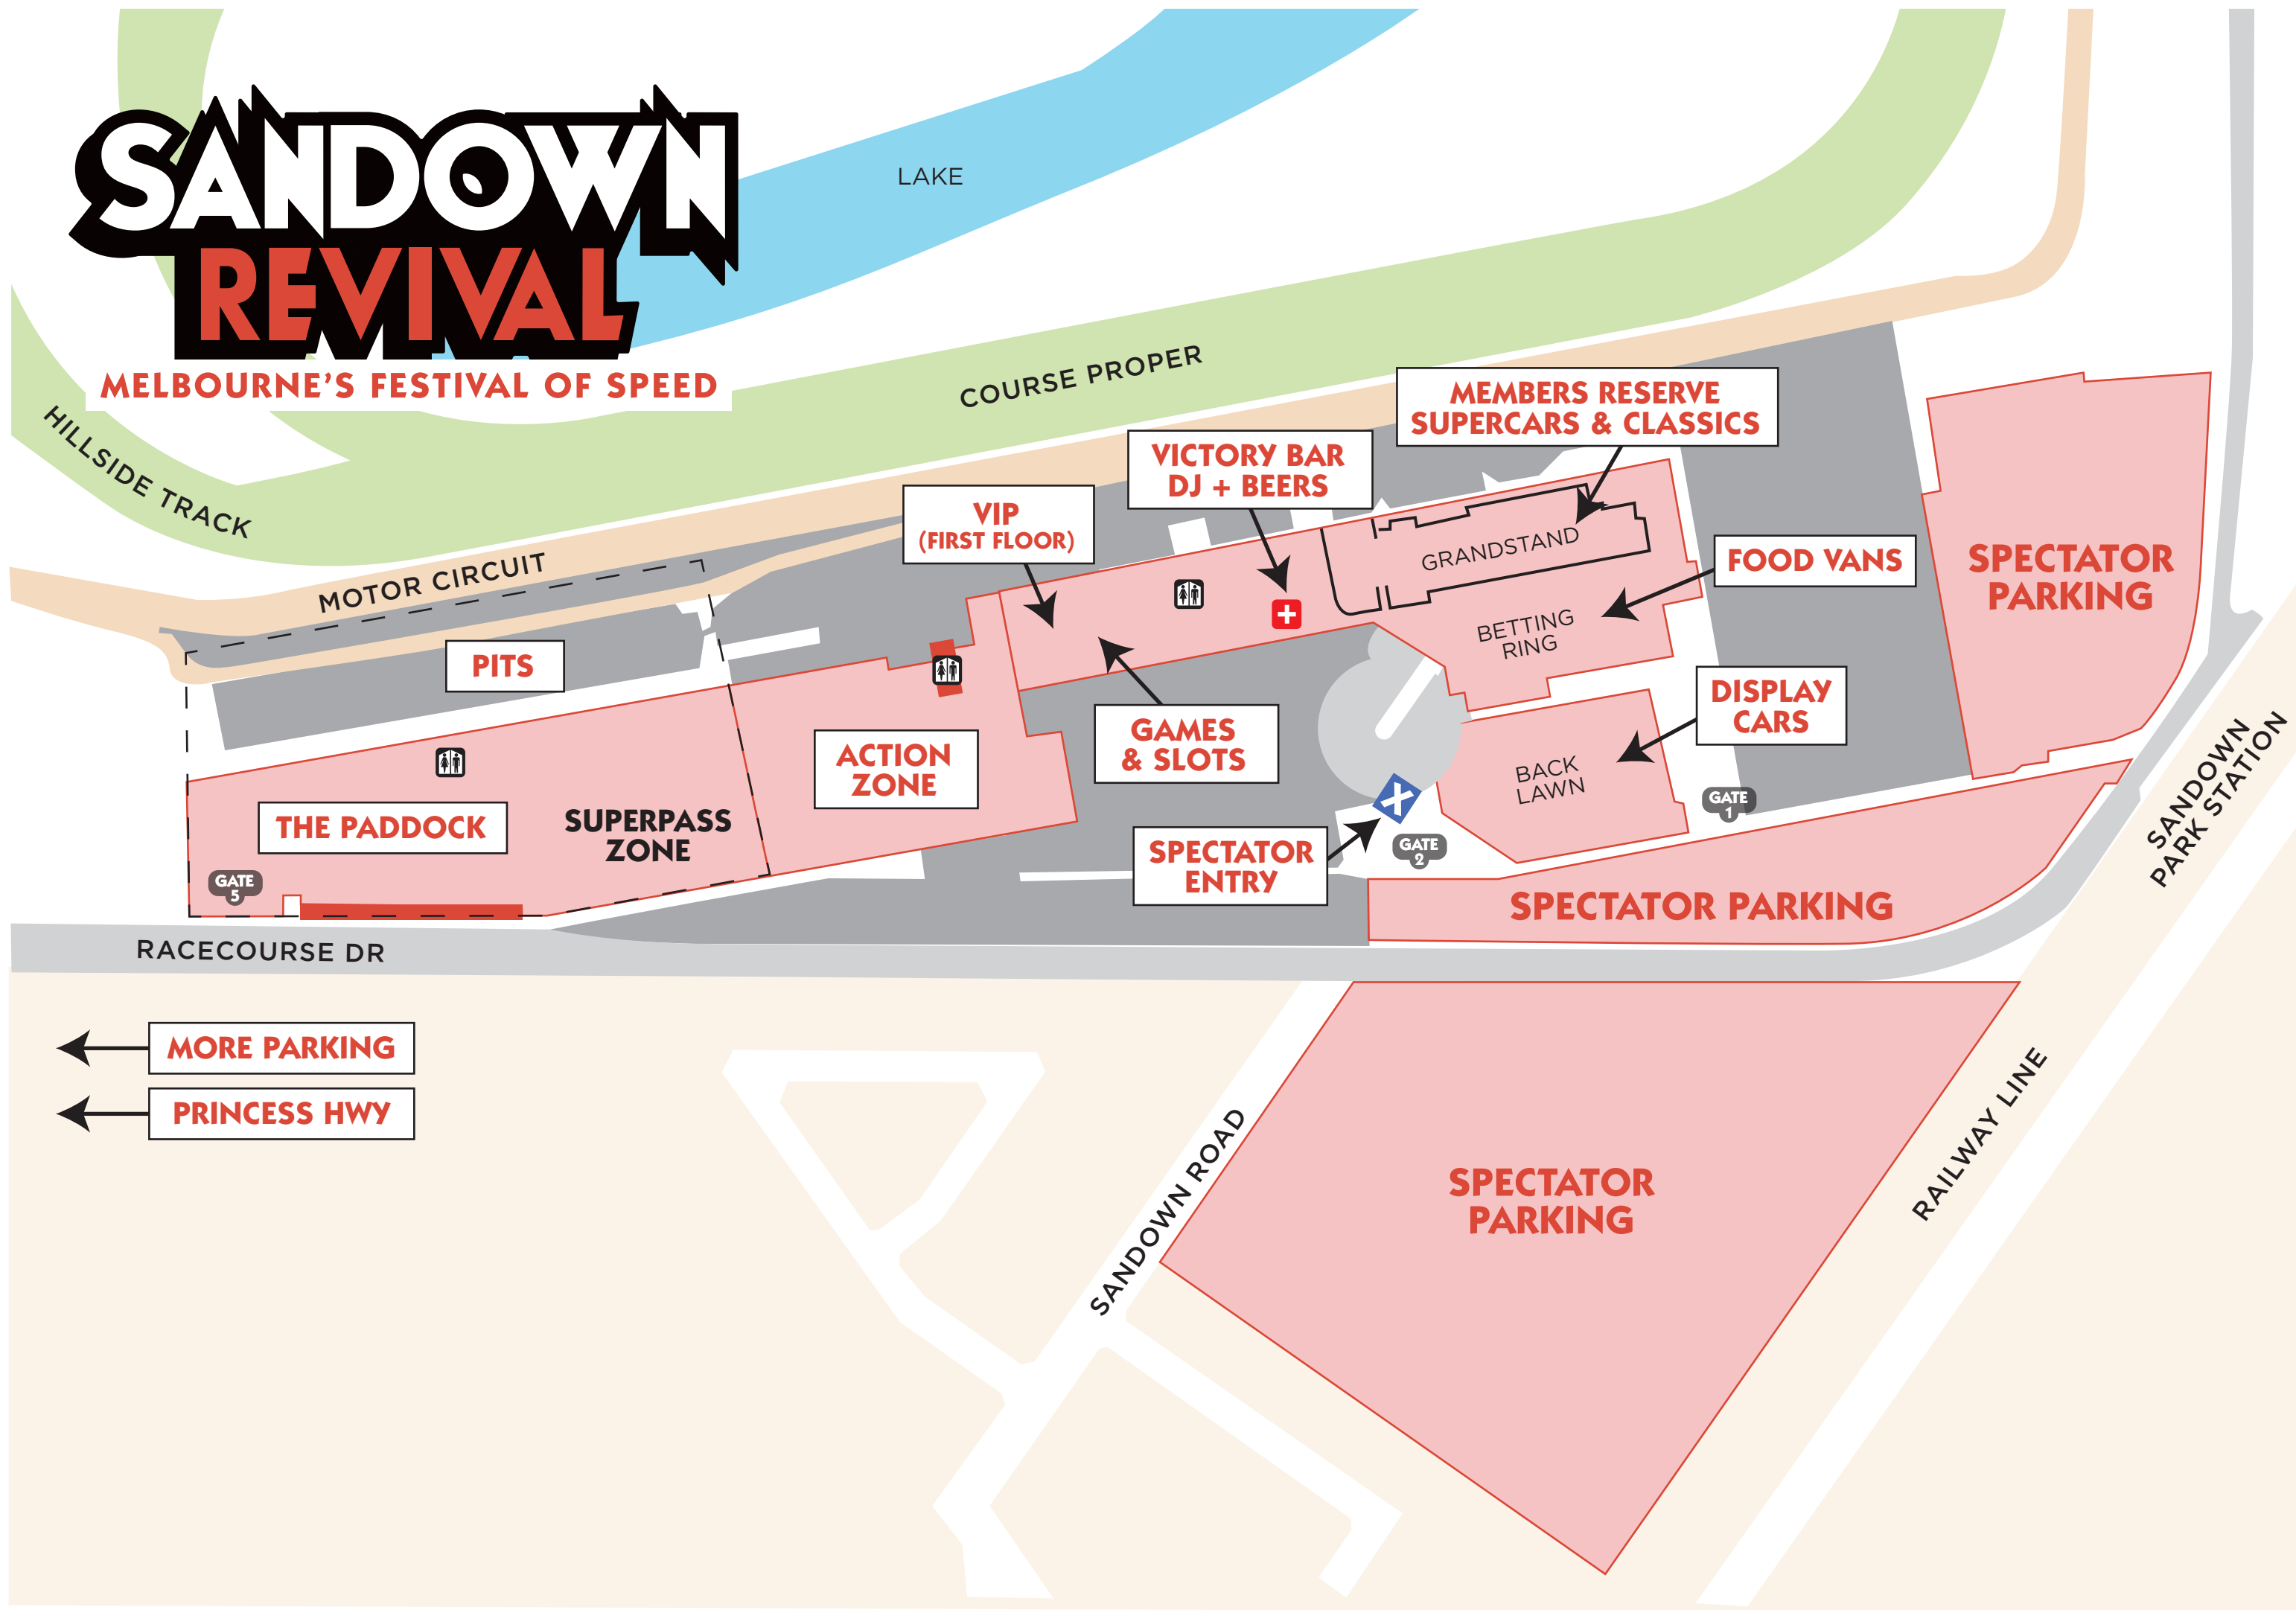 SANDOWN
REVIVAL
MELBOURNE'S FESTIVAL OF SPEED
LAKE
COURSE PROPER
HILLSIDE TRACK
MOTOR CIRCUIT
MEMBERS RESERVE
SUPERCARS & CLASSICS
VICTORY BAR
DJ + BEERS
VIP
(FIRST FLOOR)
GRANDSTAND
FOOD VANS
SPECTATOR
PARKING
BETTING
RING
PITS
DISPLAY
CARS
GAMES
& SLOTS
ACTION
ZONE
BACK
LAWN
GATE
1
THE PADDOCK
SUPERPASS
ZONE
SPECTATOR
ENTRY
GATE
2
GATE
5
SPECTATOR PARKING
SANDOWN
PARK STATION
RACECOURSE DR
MORE PARKING
PRINCESS HWY
SANDOWN ROAD
SPECTATOR
PARKING
RAILWAY LINE